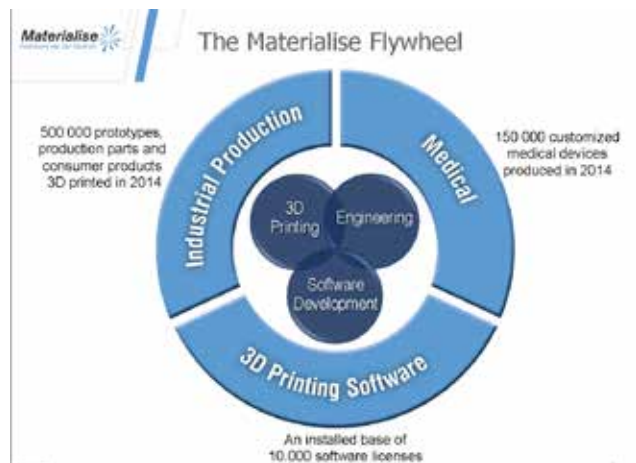 Materialise
The Materialise Flywheel
500 000 prototypes,
production parts and
consumer products
3D printed in 2014
Industrial Production
Medical
150 000 customized
medical devices
produced in 2014
3D
Printing
Engineering
Software
Development
3D Printing Software
An installed base of
10.000 software licenses